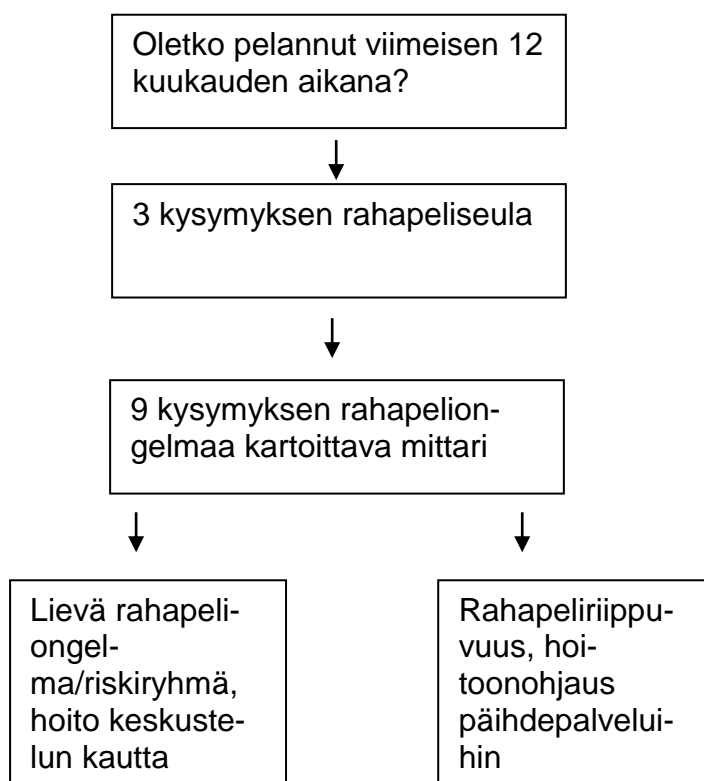 Oletko pelannut viimeisen 12
kuukauden aikana?
3 kysymyksen rahapeliseula
9 kysymyksen rahapelion-
gelmaa kartoittava mittari
Lievä rahapeli-
ongel-
ma/riskiryhmä,
hoito keskuste-
lun kautta
Rahapeliriippu-
vuus, hoi-
toonohjaus
päihdepalvelui-
hin